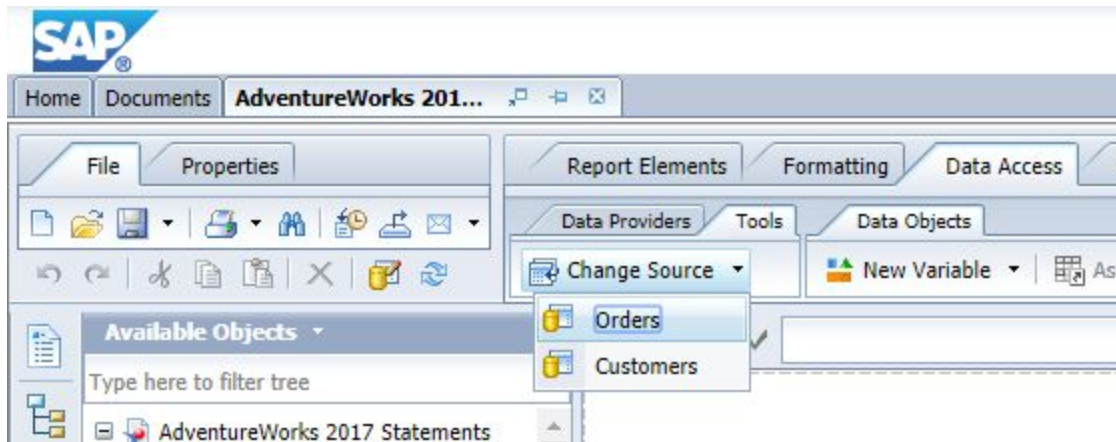 SAP®
Home Documents AdventureWorks 201...
File Properties Report Elements Formatting Data Access
Data Providers Tools Data Objects
Change Source New Variable As
Available Objects Orders
Type here to filter tree Customers
AdventureWorks 2017 Statements